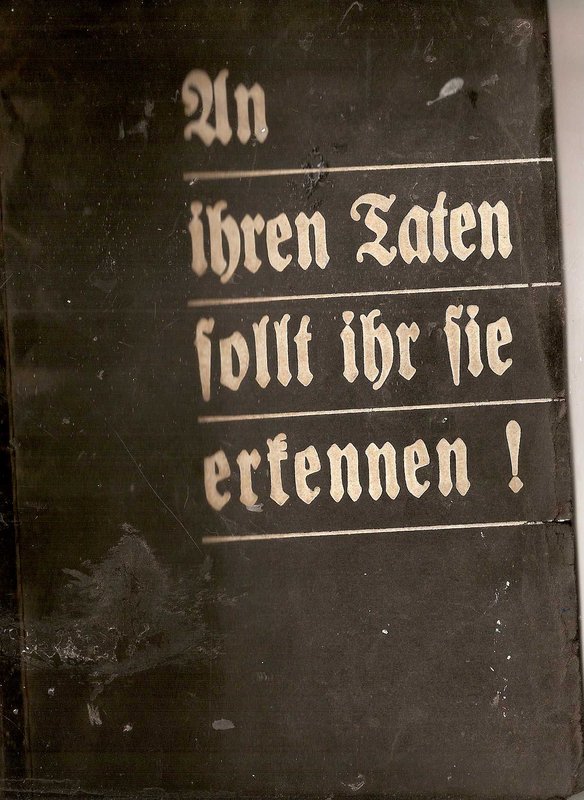 An
ihren Taten
sollt ihr sie
erkennen !